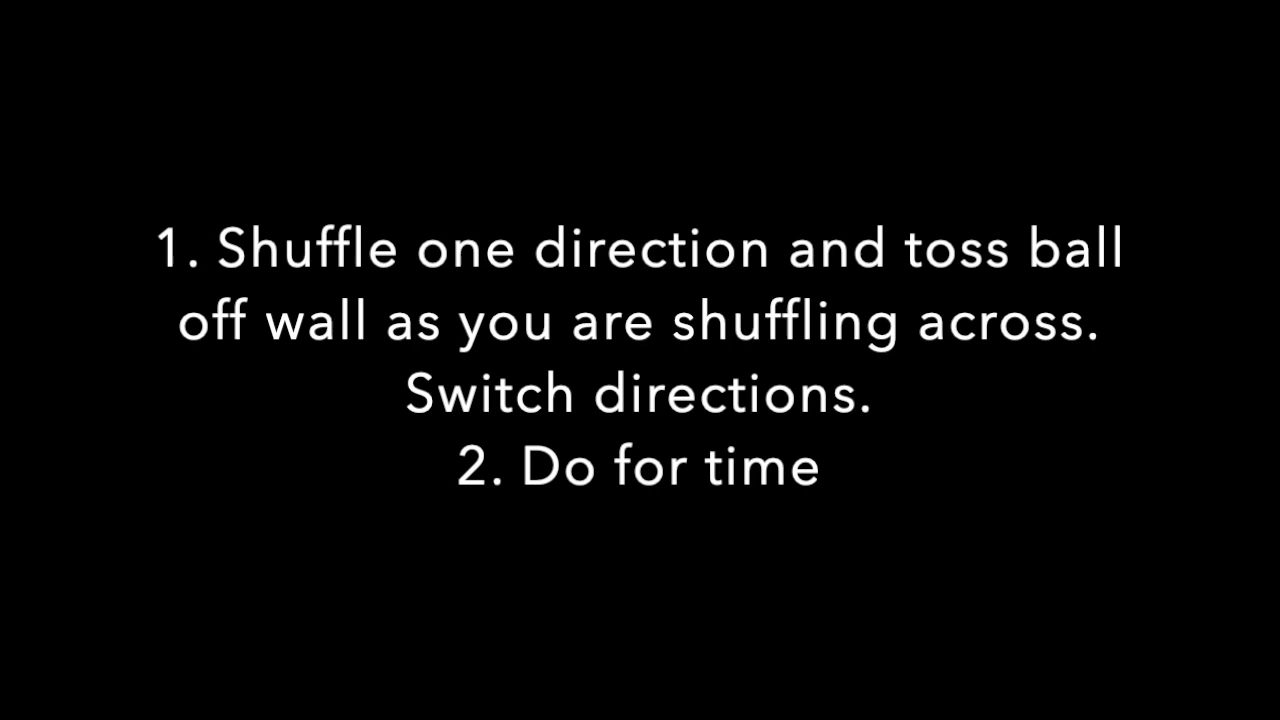 1. Shuffle one direction and toss ball
off wall as you are shuffling across.
Switch directions.
2. Do for time